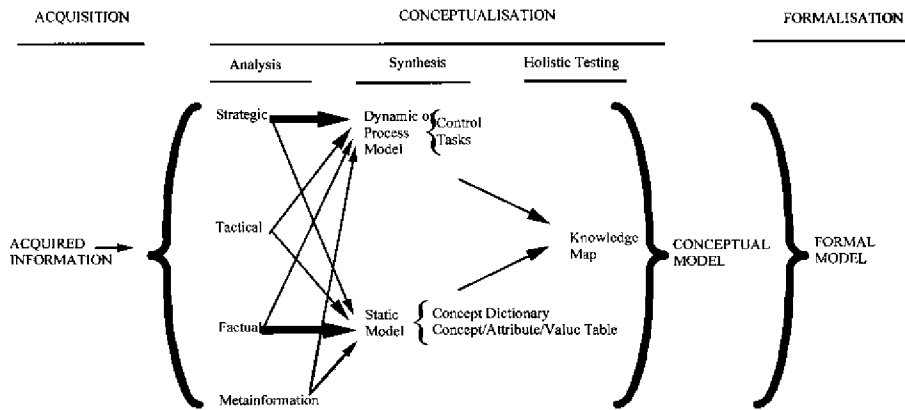 ACQUISITION
CONCEPTUALISATION
FORMALISATION
Analysis
Synthesis
Holistic Testing
Strategic
Dynamic or
Process
Model
Control
Tasks
Tactical
ACQUIRED
INFORMATION
Knowledge
Map
CONCEPTUAL
MODEL
FORMAL
MODEL
Factual
Static
Model
Concept Dictionary
Concept/Attribute/Value Table
Metainformation